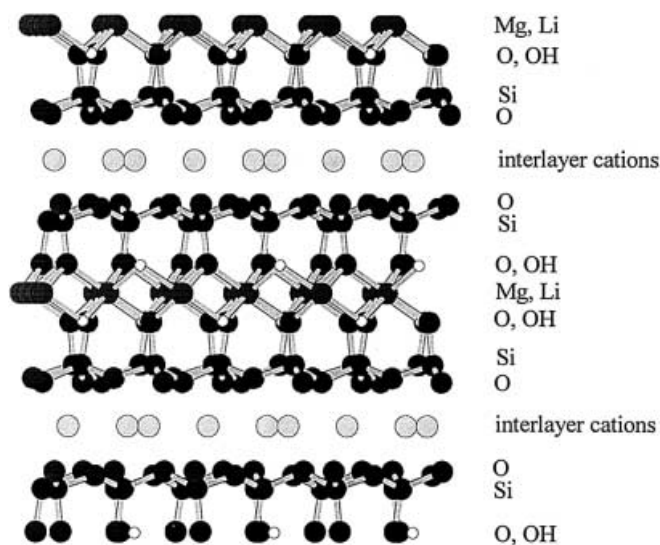 Mg, Li
O, OH
Si
O
interlayer cations
O
Si
O, OH
Mg, Li
O, OH
Si
O
interlayer cations
O
Si
O, OH